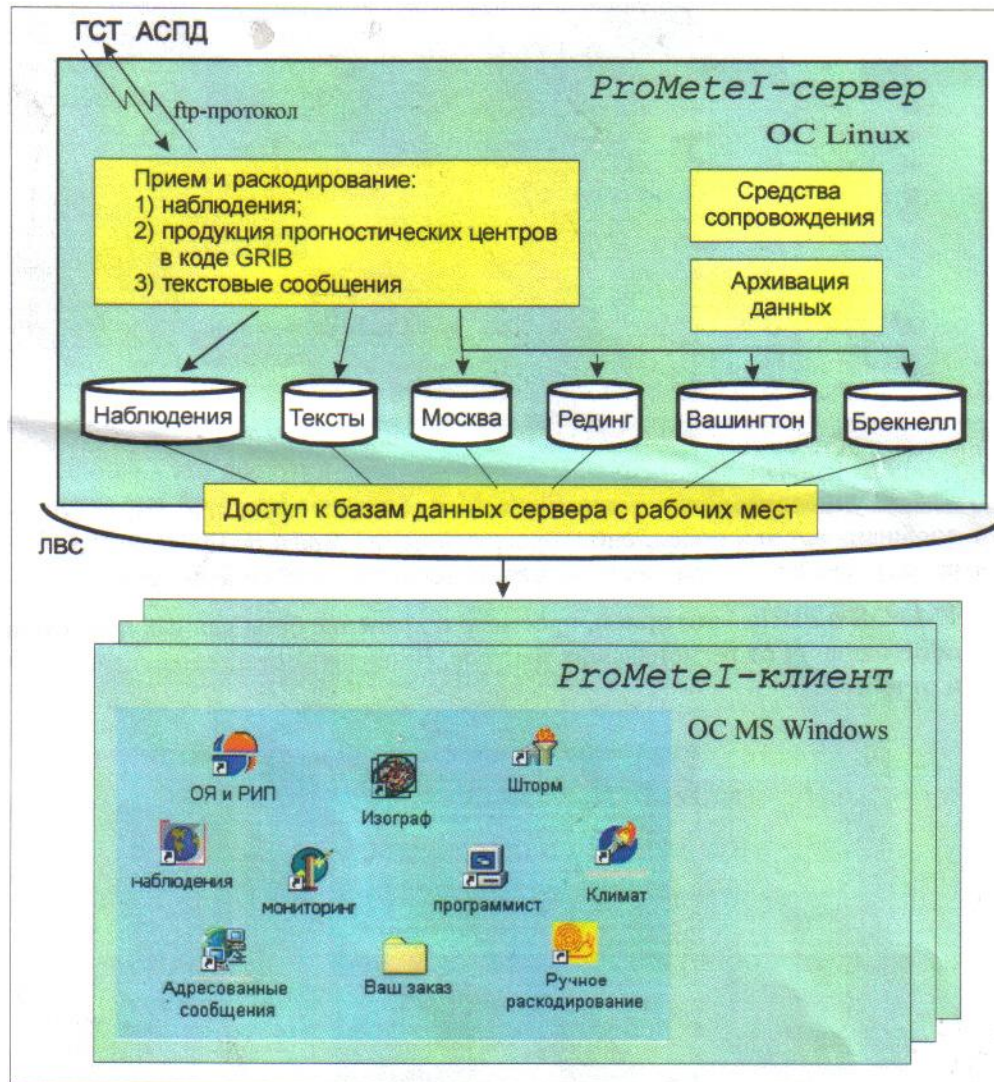 ГСТ АСПД
ProMeteI-сервер
ftp-протокол
ОС Linux
Прием и раскодирование:
1) наблюдения;
2) продукция прогностических центров
в коде GRIB
3) текстовые сообщения
Средства
сопровождения
Архивация
данных
Наблюдения
Тексты
Москва
Рединг
Вашингтон
Брекнелл
Доступ к базам данных сервера с рабочих мест
ЛВС
ProMeteI-клиент
ОС MS Windows
ОЯ и РИП
Изограф
Шторм
наблюдения
мониторинг
программист
Климат
Адресованные
сообщения
Ваш заказ
Ручное
раскодирование